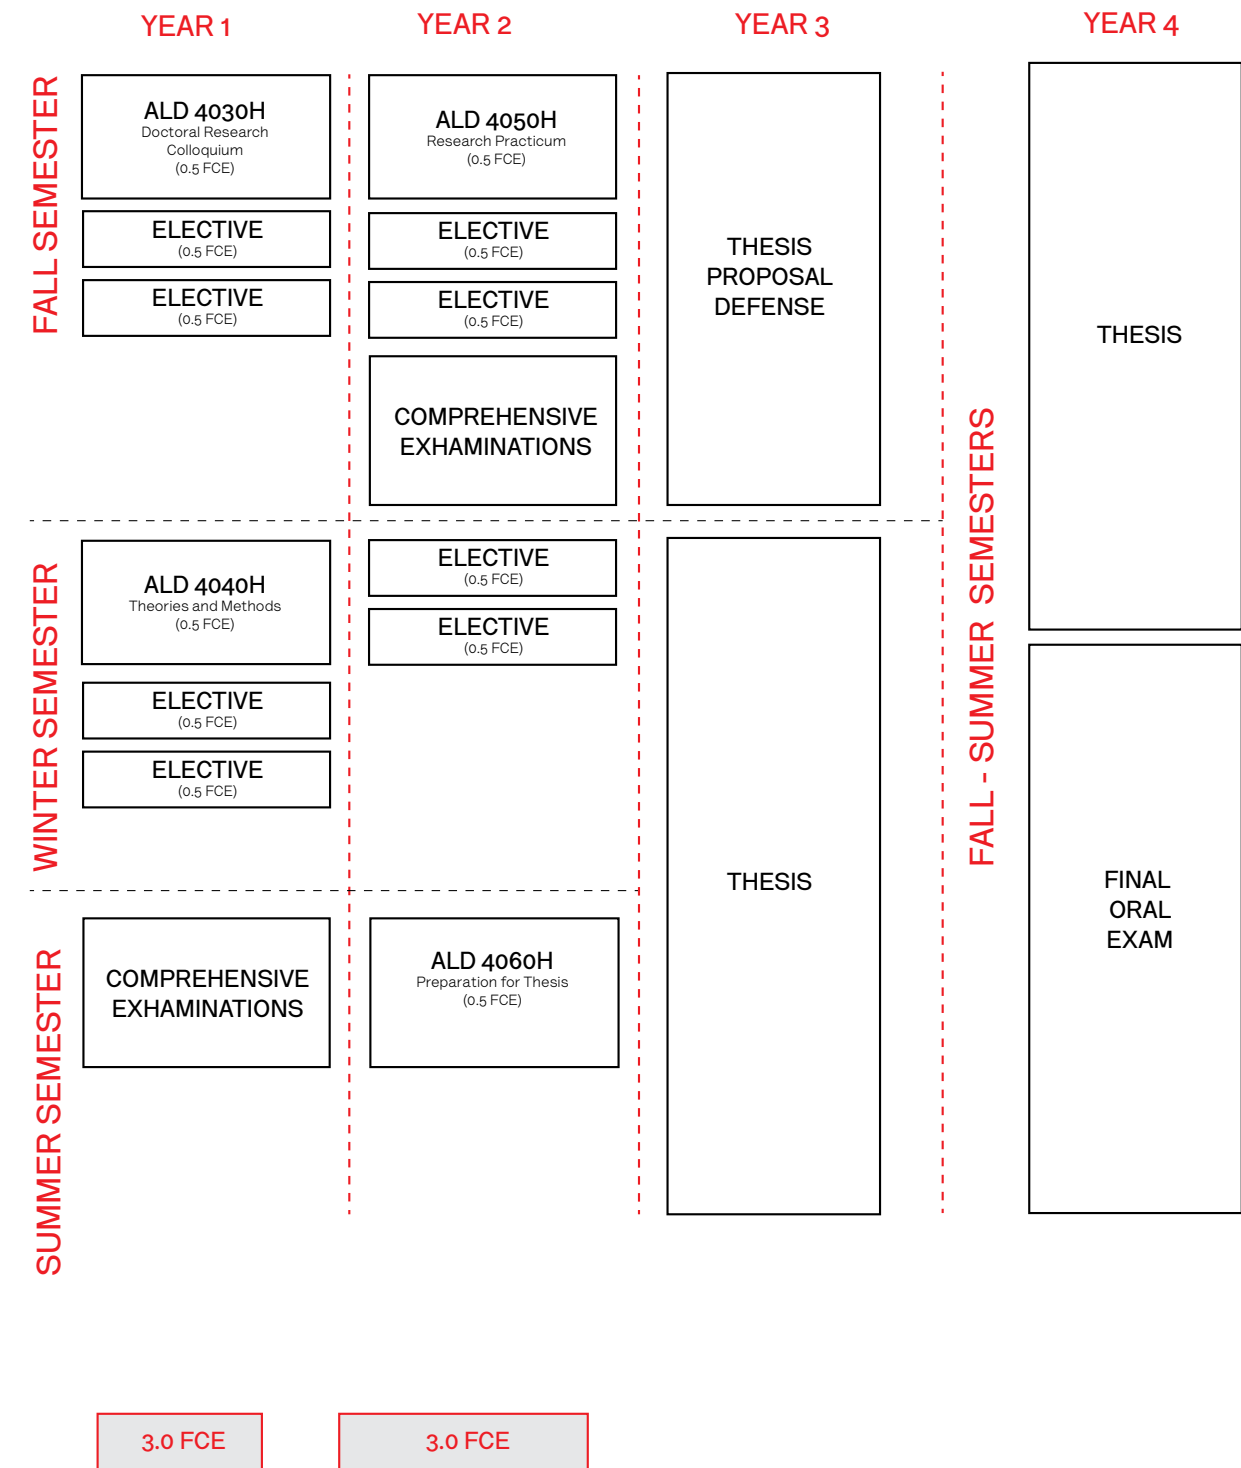 YEAR 1
YEAR 2
YEAR 3
YEAR 4
FALL SEMESTER
ALD 4030H
Doctoral Research
Colloquium
(0.5 FCE)
ELECTIVE
(0.5 FCE)
ELECTIVE
(0.5 FCE)
ALD 4050H
Research Practicum
(0.5 FCE)
ELECTIVE
(0.5 FCE)
ELECTIVE
(0.5 FCE)
COMPREHENSIVE
EXHAMINATIONS
THESIS
PROPOSAL
DEFENSE
WINTER SEMESTER
ALD 4040H
Theories and Methods
(0.5 FCE)
ELECTIVE
(0.5 FCE)
ELECTIVE
(0.5 FCE)
ELECTIVE
(0.5 FCE)
ELECTIVE
(0.5 FCE)
THESIS
SUMMER SEMESTER
COMPREHENSIVE
EXHAMINATIONS
ALD 4060H
Preparation for Thesis
(0.5 FCE)
FALL - SUMMER SEMESTERS
THESIS
FINAL
ORAL
EXAM
3.0 FCE
3.0 FCE